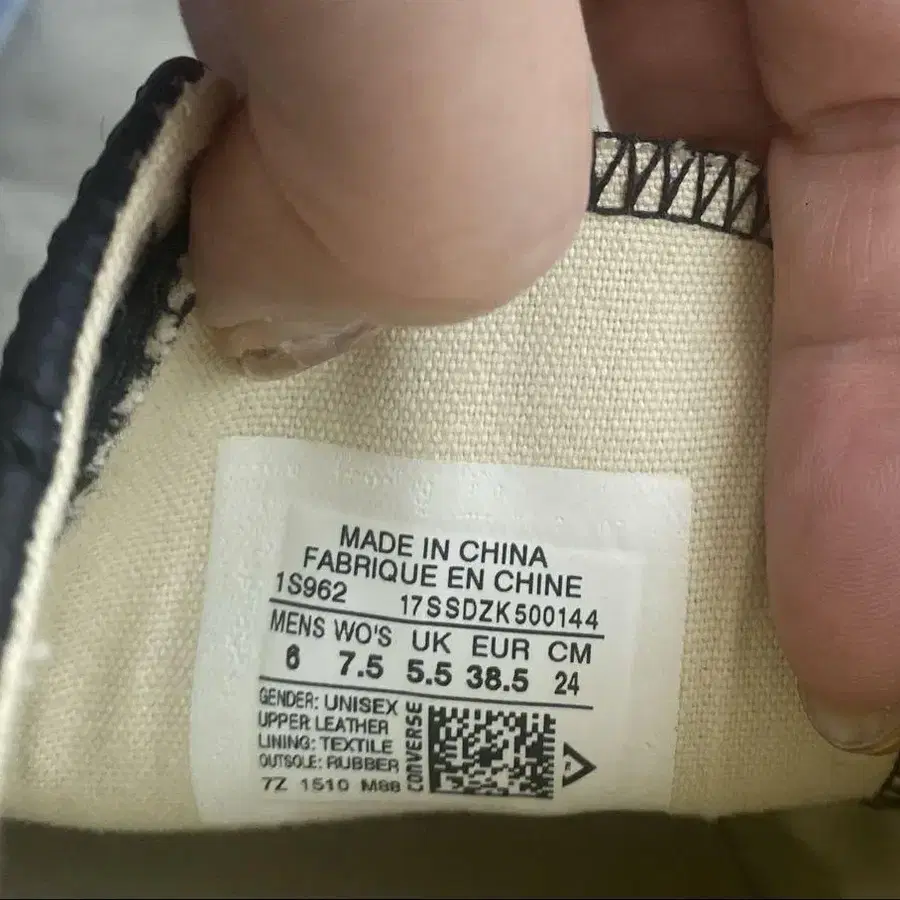 MADE IN CHINA
FABRIQUE EN CHINE
1S962 17SSDZK500144
MENS WO'S UK EUR CM
6 7.5 5.5 38.5 24
GENDER: UNISEX
UPPER LEATHER
LINING: TEXTILE
OUTSOLE: RUBBER
7Z 1510 M88
CONVERSE